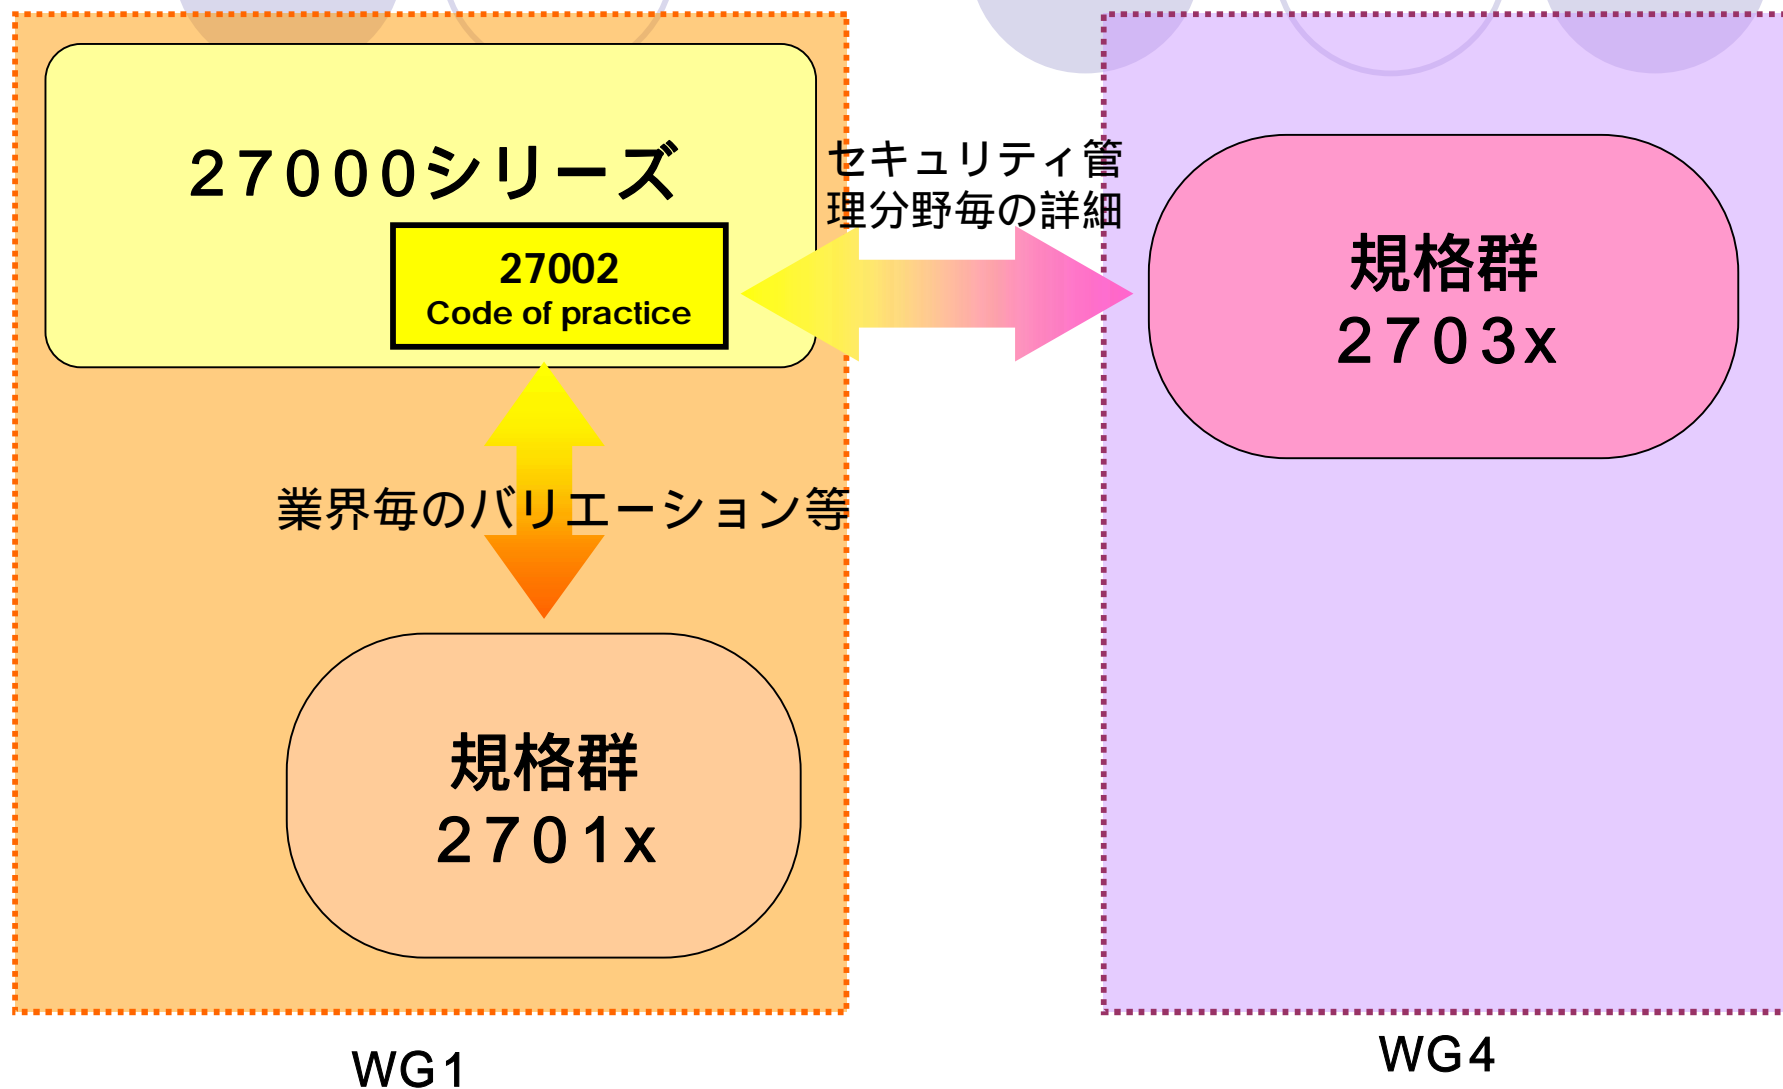 ２７０００シリーズ
27002
Code of practice
セキュリティ管
理分野毎の詳細
規格群
２７０３x
業界毎のバリエーション等
規格群
２７０１x
WG１
WG４